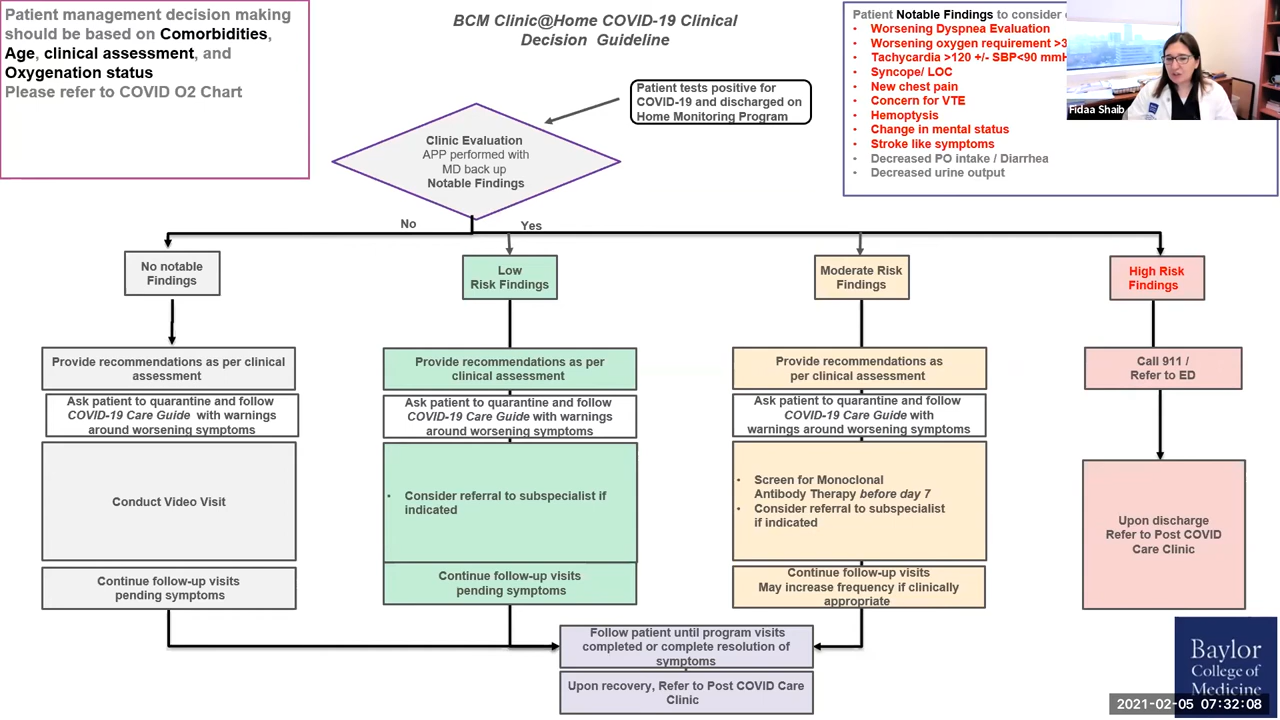 Patient management decision making
should be based on Comorbidities,
Age, clinical assessment, and
Oxygenation status
Please refer to COVID O2 Chart
BCM Clinic@Home COVID-19 Clinical
Decision Guideline
Patient Notable Findings to consider
• Worsening Dyspnea Evaluation
• Worsening oxygen requirement >3
• Tachycardia >120 +/- SBP<90 mmH
• Syncope/ LOC
• New chest pain
• Concern for VTE
• Hemoptysis
• Change in mental status
• Stroke like symptoms
• Decreased PO intake / Diarrhea
• Decreased urine output
Fidaa Shaib
Patient tests positive for
COVID-19 and discharged on
Home Monitoring Program
Clinic Evaluation
APP performed with
MD back up
Notable Findings
No
Yes
No notable
Findings
Low
Risk Findings
Moderate Risk
Findings
High Risk
Findings
Provide recommendations as per clinical
assessment
Ask patient to quarantine and follow
COVID-19 Care Guide with warnings
around worsening symptoms
Conduct Video Visit
Continue follow-up visits
pending symptoms
Provide recommendations as per
clinical assessment
Ask patient to quarantine and follow
COVID-19 Care Guide with warnings
around worsening symptoms
• Consider referral to subspecialist if
indicated
Continue follow-up visits
pending symptoms
Provide recommendations as
per clinical assessment
Ask patient to quarantine and follow
COVID-19 Care Guide with
warnings around worsening symptoms
• Screen for Monoclonal
Antibody Therapy before day 7
• Consider referral to subspecialist
if indicated
Continue follow-up visits
May increase frequency if clinically
appropriate
Call 911 /
Refer to ED
Upon discharge
Refer to Post COVID
Care Clinic
Follow patient until program visits
completed or complete resolution of
symptoms
Upon recovery, Refer to Post COVID Care
Clinic
Baylor
College of
Medicine
2021-02-05 07:32:08